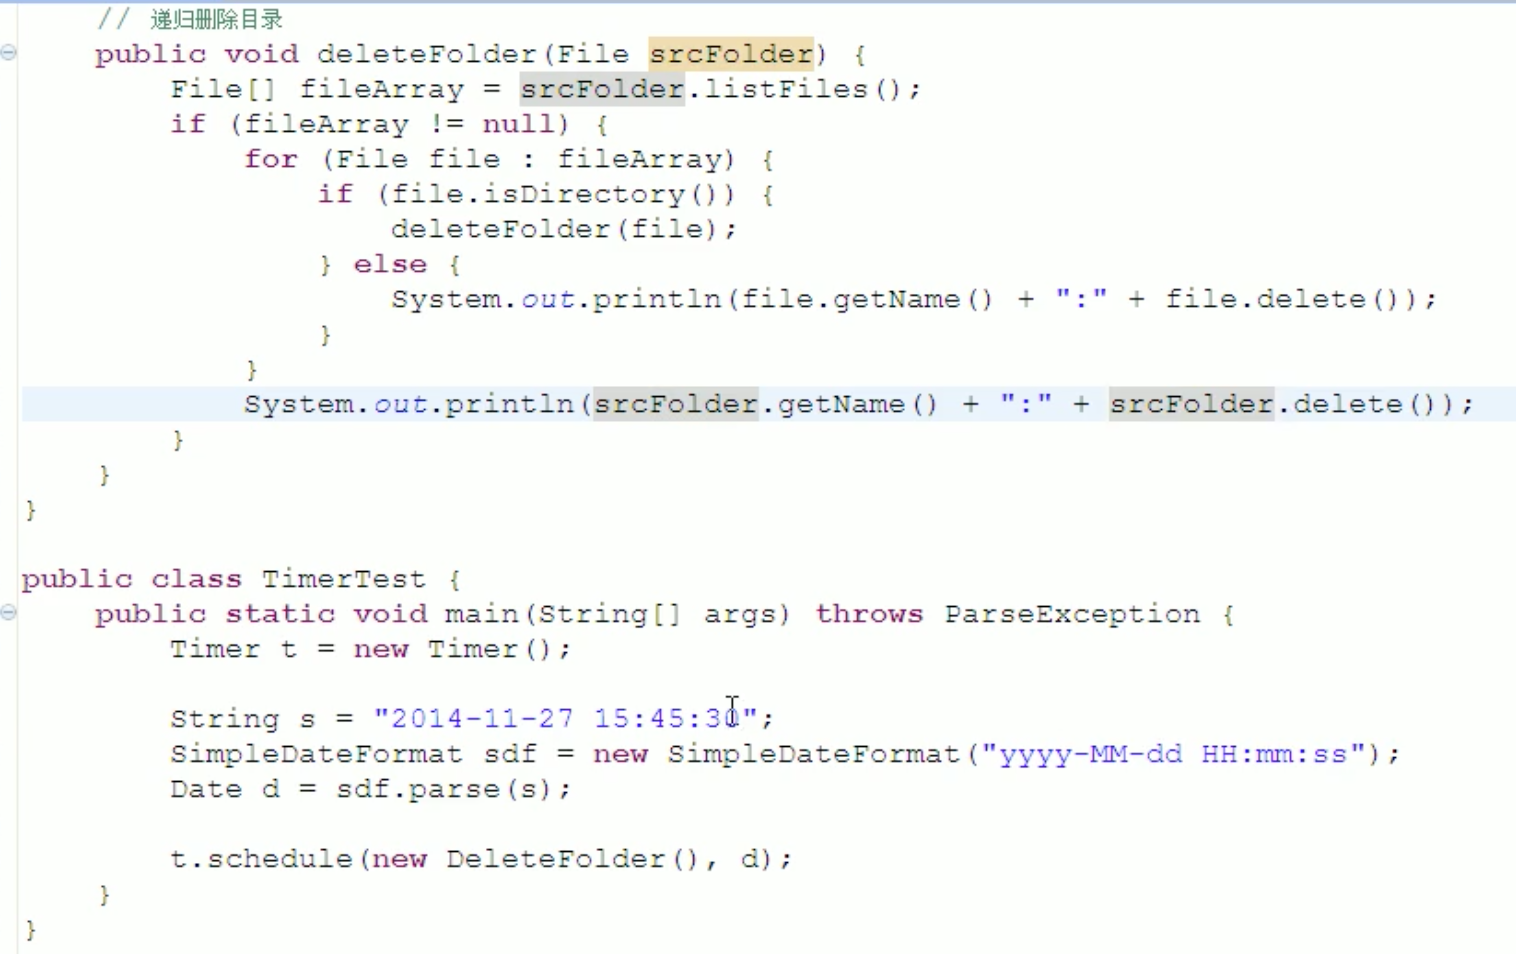 // 递归删除目录
public void deleteFolder(File srcFolder) {
File[] fileArray = srcFolder.listFiles();
if (fileArray != null) {
for (File file : fileArray) {
if (file.isDirectory()) {
deleteFolder(file);
} else {
System.out.println(file.getName() + ":" + file.delete());
}
}
System.out.println(srcFolder.getName() + ":" + srcFolder.delete());
}
}
}
public class TimerTest {
public static void main(String[] args) throws ParseException {
Timer t = new Timer();
String s = "2014-11-27 15:45:30";
SimpleDateFormat sdf = new SimpleDateFormat("yyyy-MM-dd HH:mm:ss");
Date d = sdf.parse(s);
t.schedule(new DeleteFolder(), d);
}
}